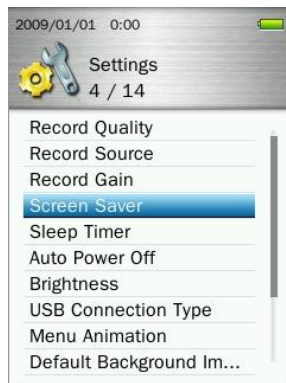 2009/01/01 0:00
Settings
4 / 14
Record Quality
Record Source
Record Gain
Screen Saver
Sleep Timer
Auto Power Off
Brightness
USB Connection Type
Menu Animation
Default Background Im...